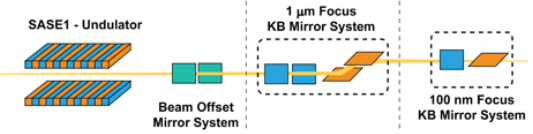 SASE1 - Undulator
Beam Offset
Mirror System
1 μm Focus
KB Mirror System
100 nm Focus
KB Mirror System